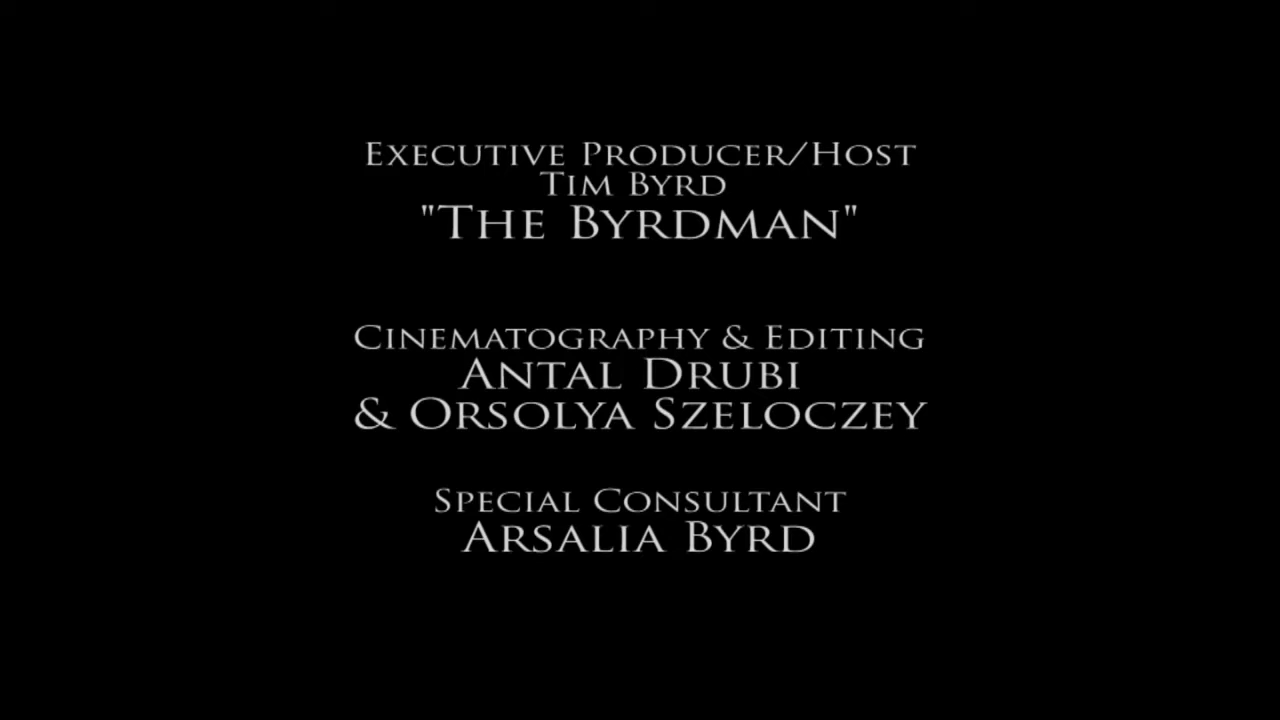 Executive Producer/Host
Tim Byrd
"The Byrdman"
Cinematography & Editing
Antal Drubi
& Orsolya Szeloczey
Special Consultant
Arsalia Byrd